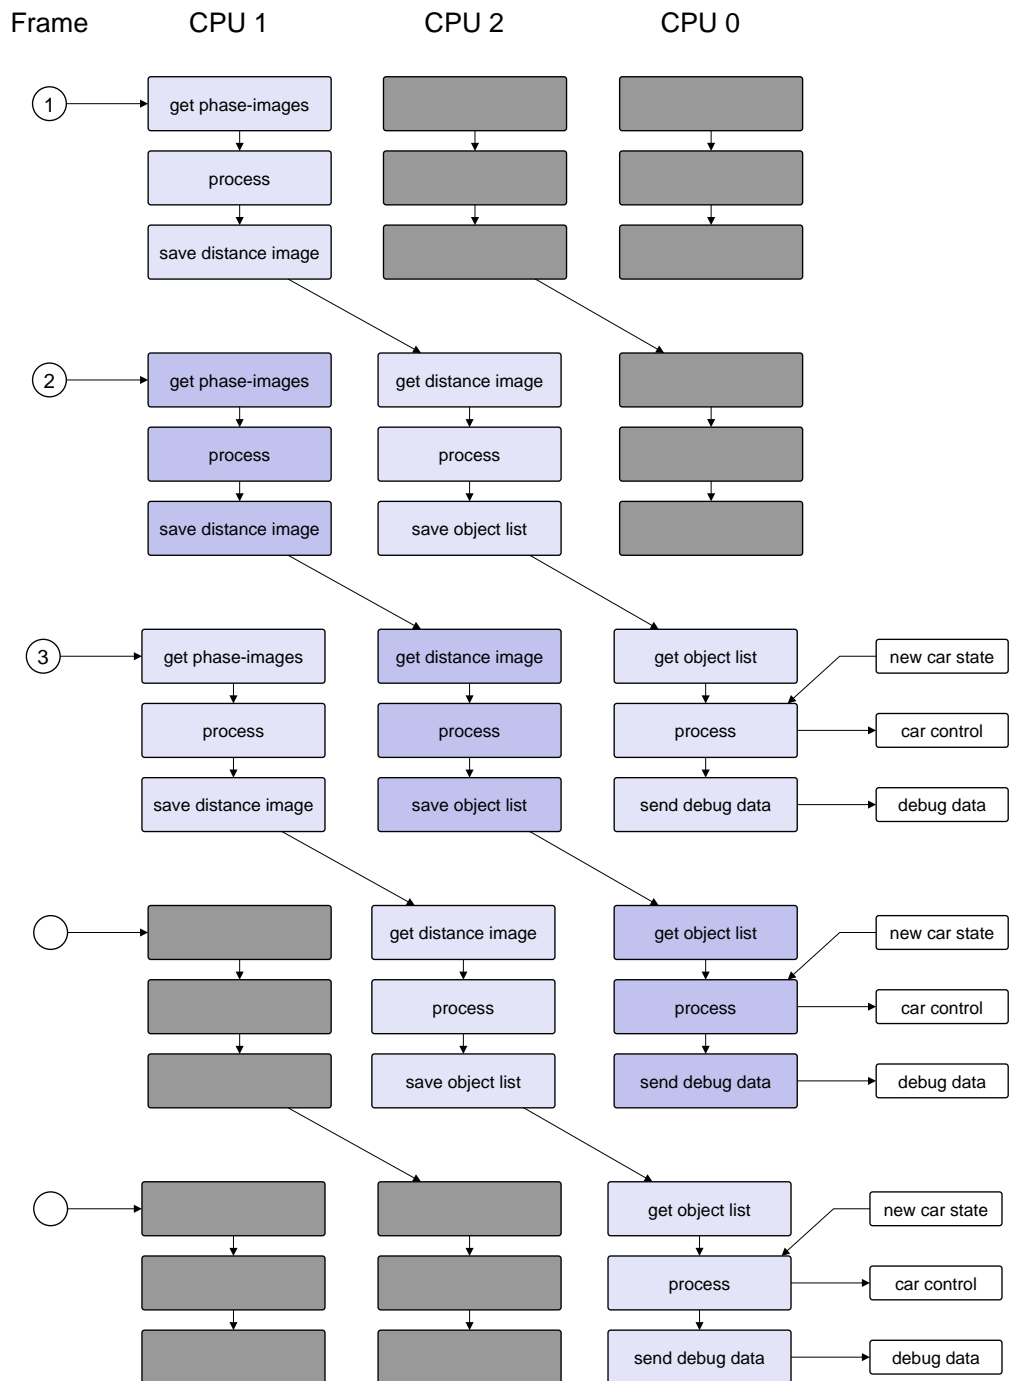 Frame CPU 1 CPU 2 CPU 0
1 get phase-images
process
save distance image
2 get phase-images get distance image
process process
save distance image save object list
3 get phase-images get distance image get object list new car state
process process process car control
save distance image save object list send debug data debug data
get distance image get object list new car state
process process car control
save object list send debug data debug data
get object list new car state
process car control
send debug data debug data